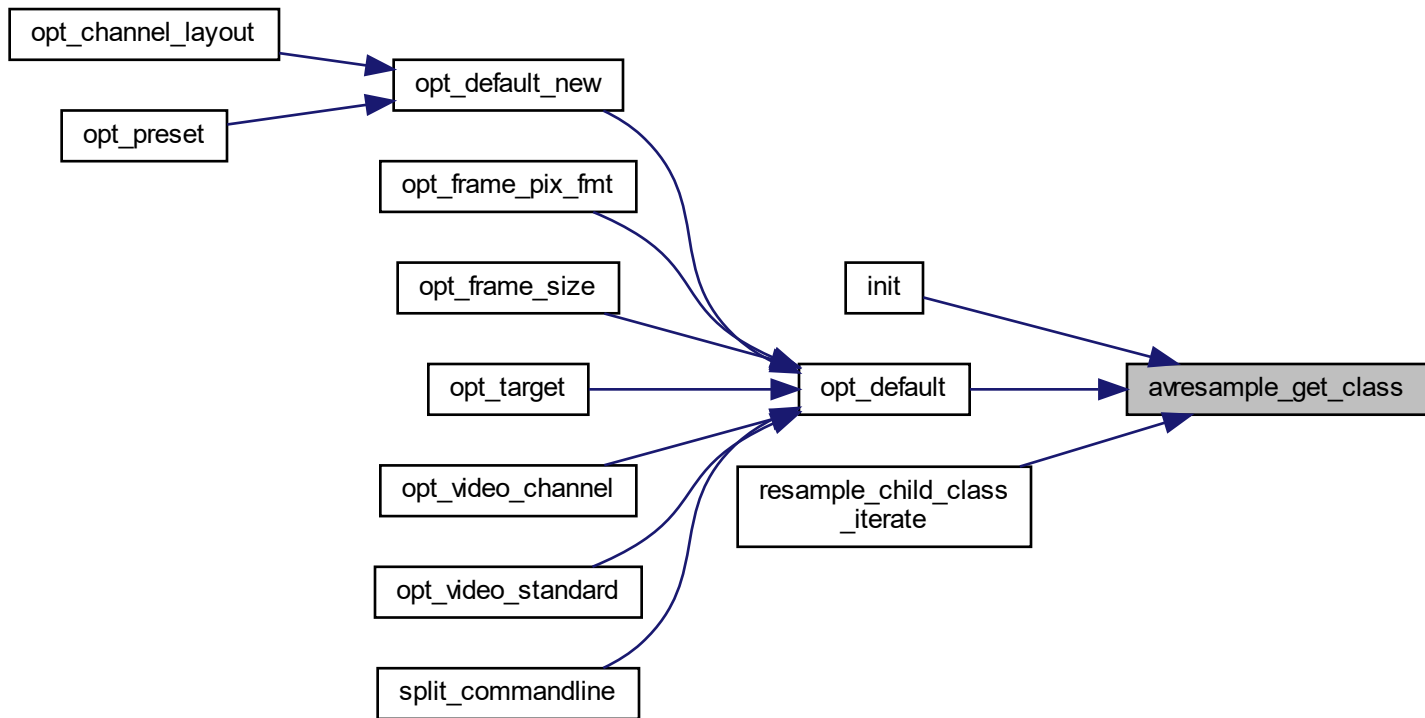 opt_channel_layout
opt_default_new
opt_preset
opt_frame_pix_fmt
opt_frame_size
init
opt_target
opt_default
avresample_get_class
opt_video_channel
resample_child_class
_iterate
opt_video_standard
split_commandline